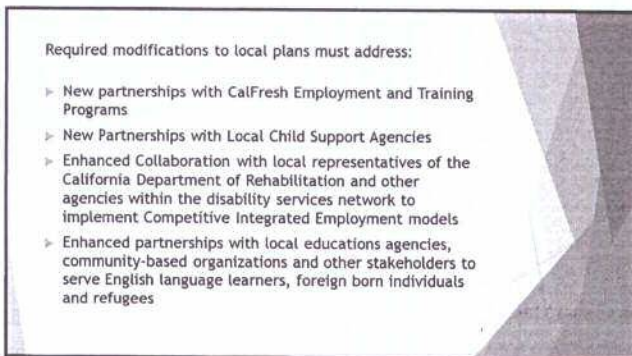 Required modifications to local plans must address:
New partnerships with CalFresh Employment and Training
Programs
New Partnerships with Local Child Support Agencies
Enhanced Collaboration with local representatives of the
California Department of Rehabilitation and other
agencies within the disability services network to
implement Competitive Integrated Employment models
Enhanced partnerships with local educations agencies,
community-based organizations and other stakeholders to
serve English language learners, foreign born individuals
and refugees